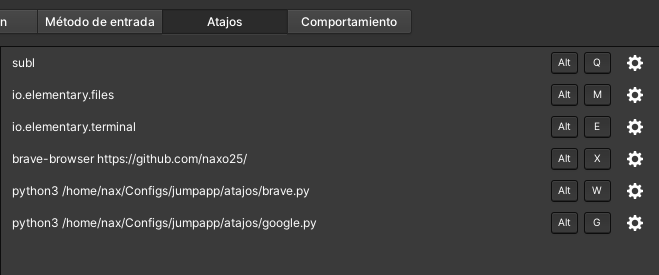 n Método de entrada Atajos Comportamiento
subl Alt Q
io.elementary.files Alt M
io.elementary.terminal Alt E
brave-browser https://github.com/naxo25/ Alt X
python3 /home/nax/Configs/jumpapp/atajos/brave.py Alt W
python3 /home/nax/Configs/jumpapp/atajos/google.py Alt G